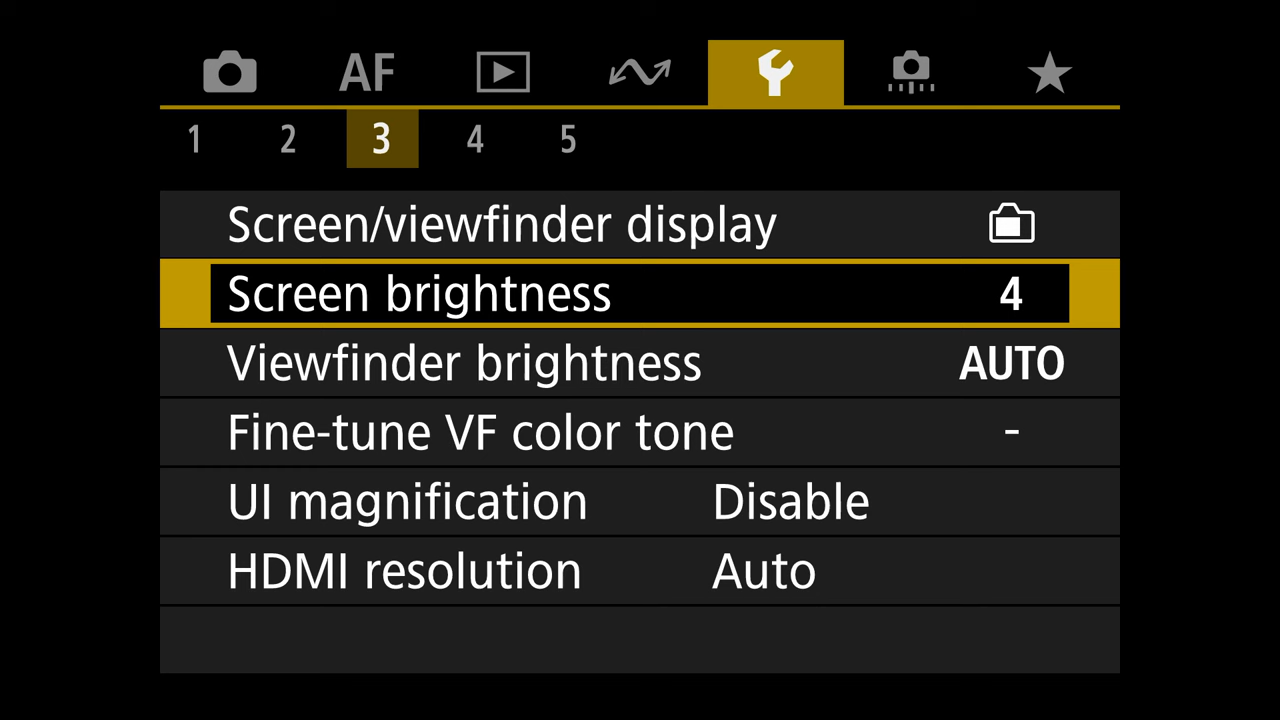 AF
1 2 3 4 5
Screen/viewfinder display
Screen brightness 4
Viewfinder brightness AUTO
Fine-tune VF color tone -
UI magnification Disable
HDMI resolution Auto